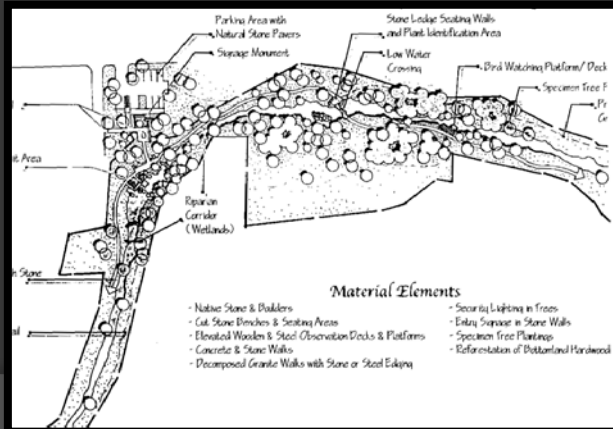 Parking Area with
Natural Stone Pavers
Signage Monument
Stone Ledge Seating Walls
and Plant Identification Area
Low Water
Crossing
Bird Watching Platform/ Deck
Specimen Tree
Area
Riparian
Corridor
(Wetlands)
Stone
Material Elements
- Native Stone & Boulders
- Cut Stone Benches & Seating Areas
- Elevated Wooden & Steel Observation Decks & Platforms
- Concrete & Stone Walks
- Decomposed Granite Walks with Stone or Steel Edging
- Security Lighting in Trees
- Entry Signage in Stone Walls
- Specimen Tree Plantings
- Reforestation of Bottomland Hardwood